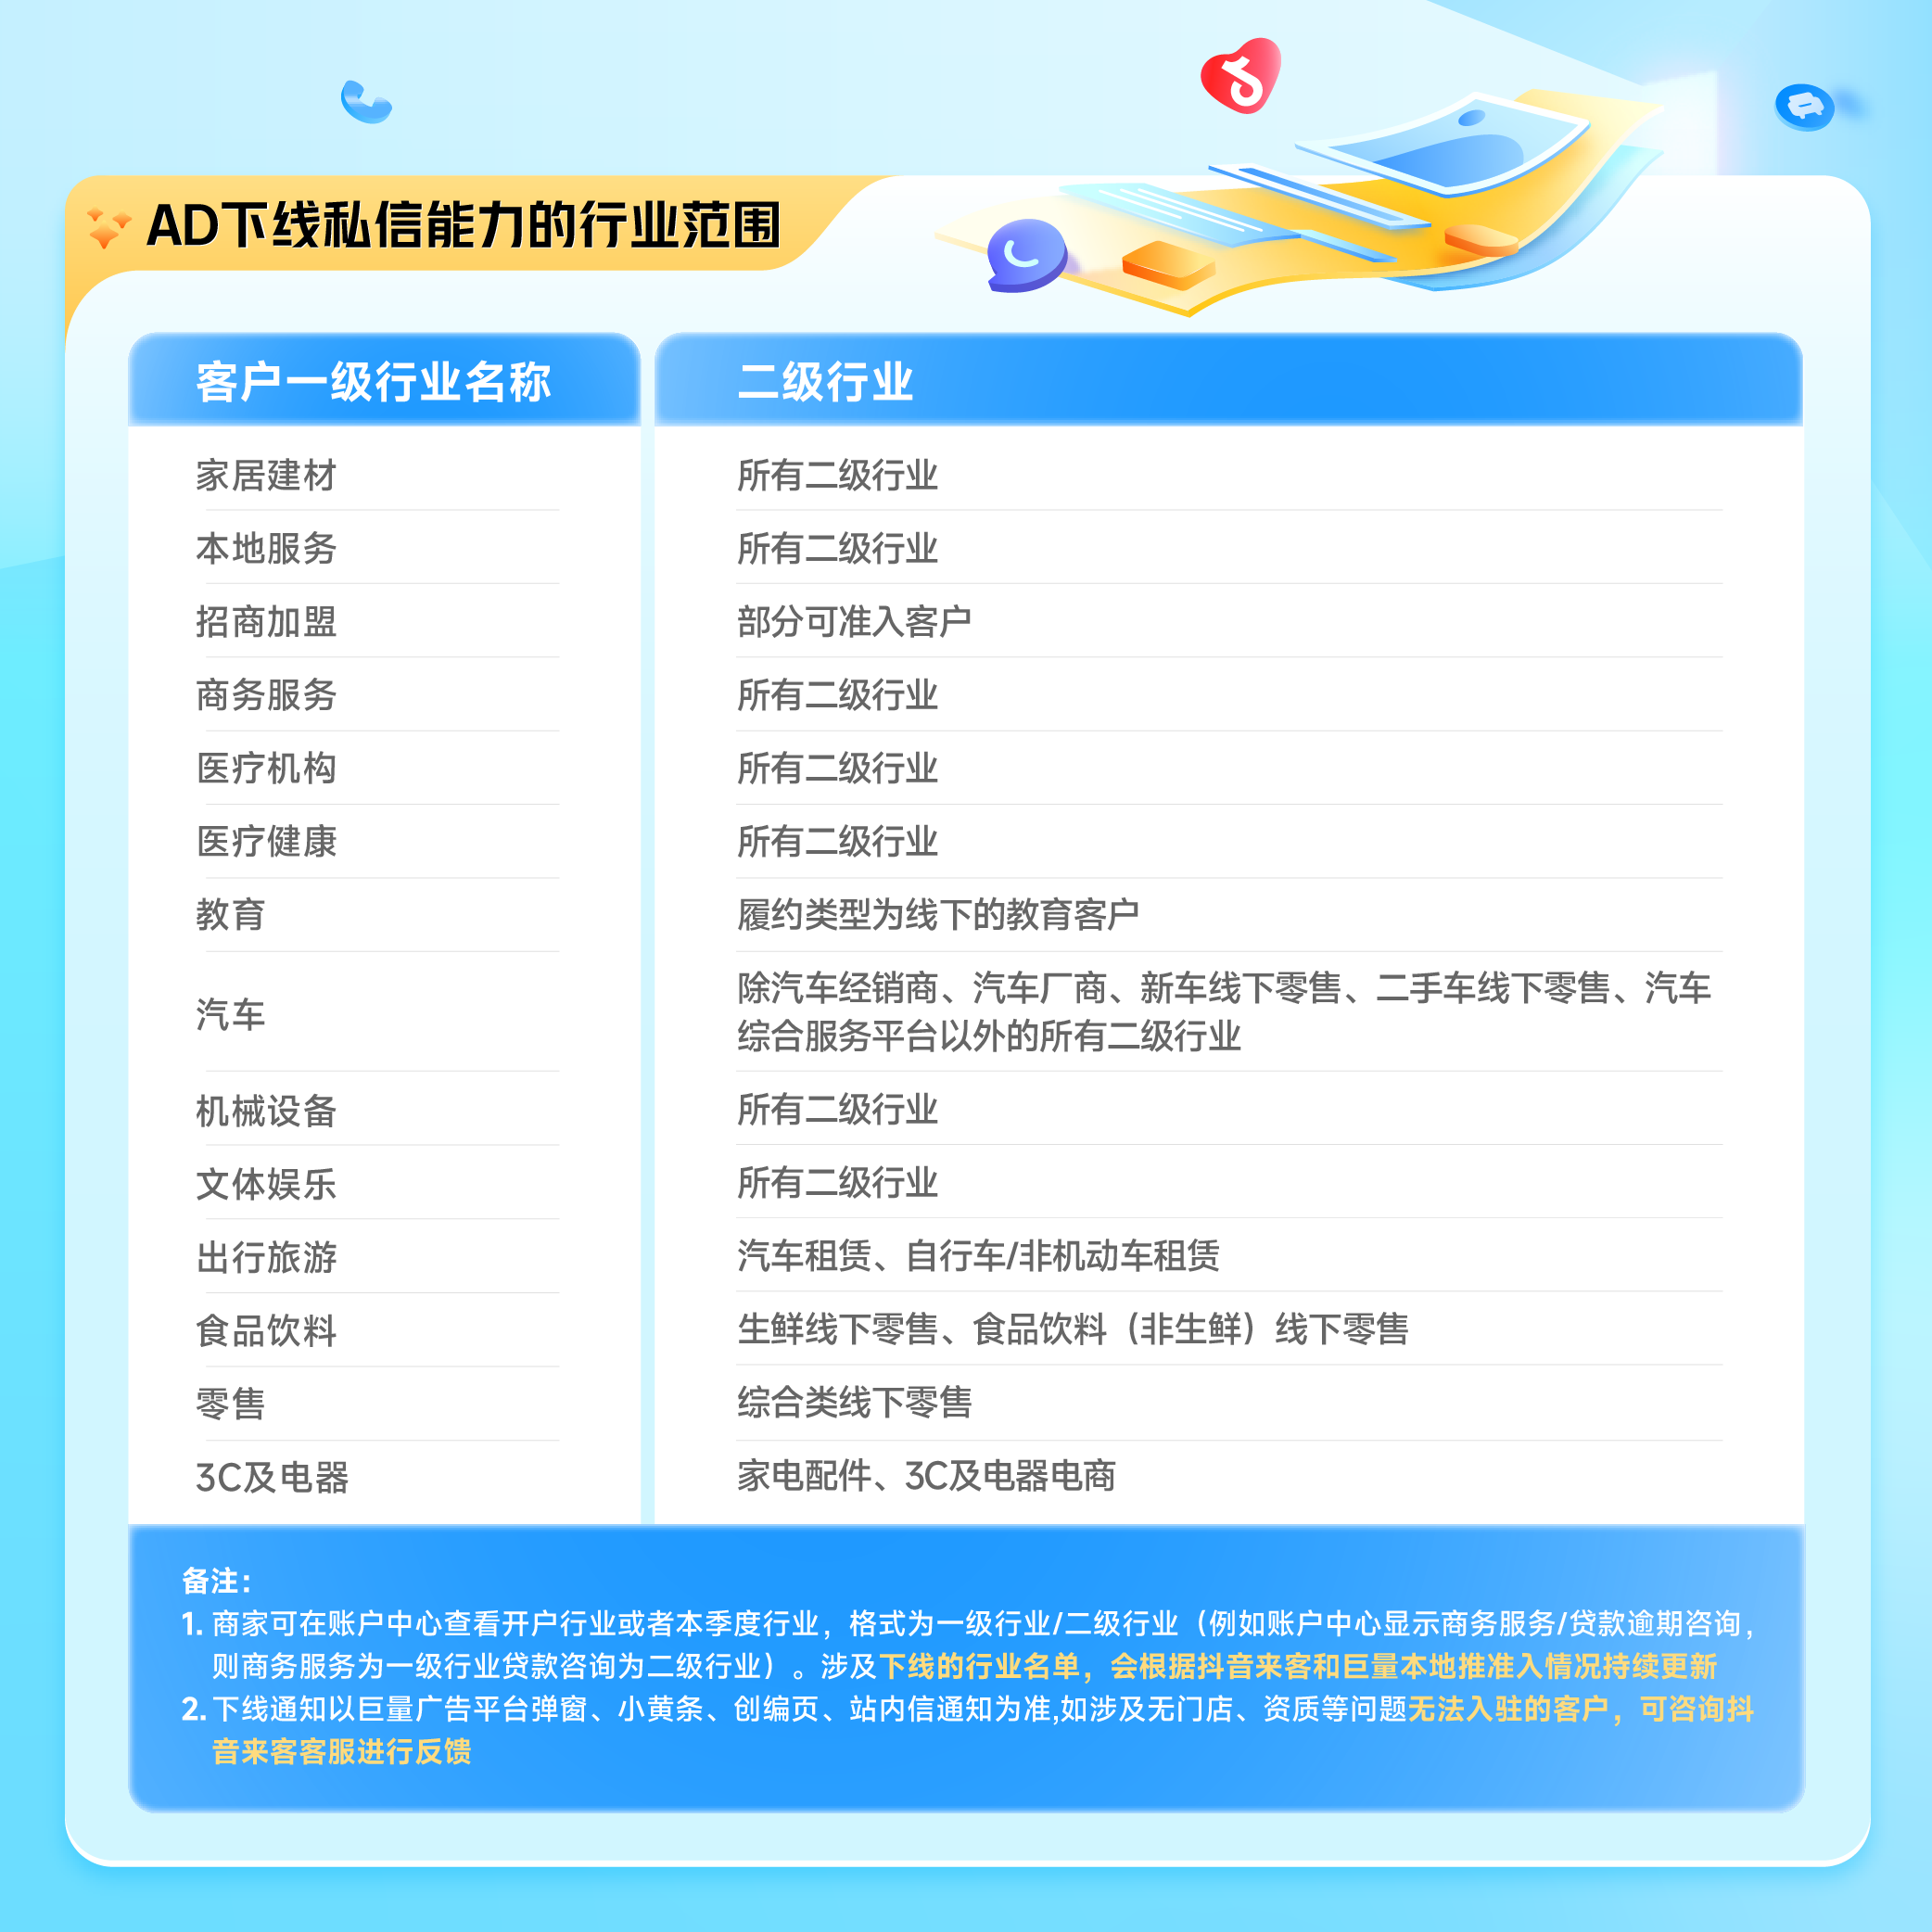 AD下线私信能力的行业范围
客户一级行业名称 二级行业
家居建材 所有二级行业
本地服务 所有二级行业
招商加盟 部分可准入客户
商务服务 所有二级行业
医疗机构 所有二级行业
医疗健康 所有二级行业
教育 履约类型为线下的教育客户
汽车 除汽车经销商、汽车厂商、新车线下零售、二手车线下零售、汽车
综合服务平台以外的所有二级行业
机械设备 所有二级行业
文体娱乐 所有二级行业
出行旅游 汽车租赁、自行车/非机动车租赁
食品饮料 生鲜线下零售、食品饮料（非生鲜）线下零售
零售 综合类线下零售
3C及电器 家电配件、3C及电器电商
备注：
1. 商家可在账户中心查看开户行业或者本季度行业，格式为一级行业/二级行业（例如账户中心显示商务服务/贷款逾期咨询，
则商务服务为一级行业贷款咨询为二级行业）。涉及下线的行业名单，会根据抖音来客和巨量本地推准入情况持续更新
2. 下线通知以巨量广告平台弹窗、小黄条、创编页、站内信通知为准,如涉及无门店、资质等问题无法入驻的客户，可咨询抖
音来客客服进行反馈